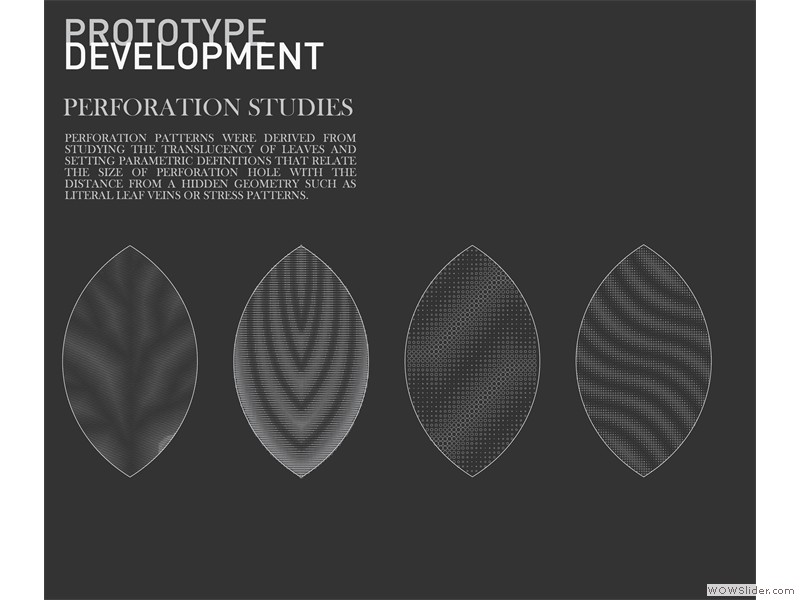 PROTOTYPE
DEVELOPMENT
PERFORATION STUDIES
PERFORATION PATTERNS WERE DERIVED FROM
STUDYING THE TRANSLUCENCY OF LEAVES AND
SETTING PARAMETRIC DEFINITIONS THAT RELATE
THE SIZE OF PERFORATION HOLE WITH THE
DISTANCE FROM A HIDDEN GEOMETRY SUCH AS
LITERAL LEAF VEINS OR STRESS PATTERNS.
WOWSlider.com